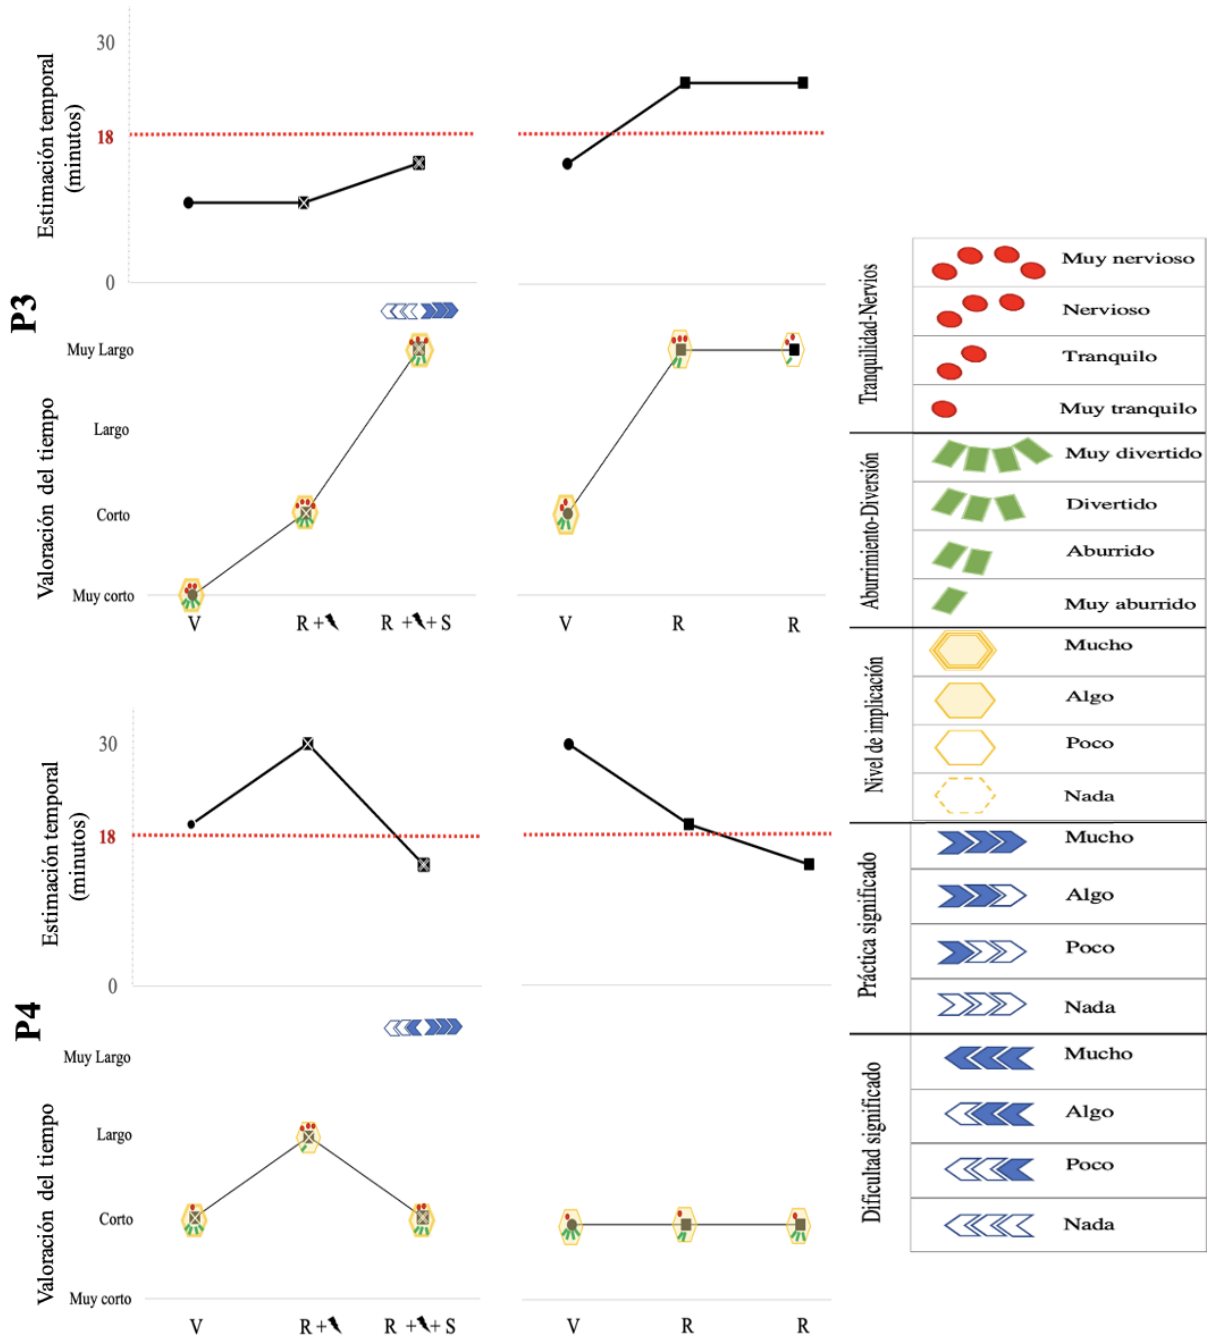 P3
Estimación temporal
(minutos)
30
18
0
Valoración del tiempo
Muy Largo
Largo
Corto
Muy corto
V
R +
R + + S
V
R
R
P4
Estimación temporal
(minutos)
30
18
0
Valoración del tiempo
Muy Largo
Largo
Corto
Muy corto
V
R +
R + + S
V
R
R
Tranquilidad-Nervios
Muy nervioso
Nervioso
Tranquilo
Muy tranquilo
Aburrimiento-Diversión
Muy divertido
Divertido
Aburrido
Muy aburrido
Nivel de implicación
Mucho
Algo
Poco
Nada
Práctica significado
Mucho
Algo
Poco
Nada
Dificultad significado
Mucho
Algo
Poco
Nada